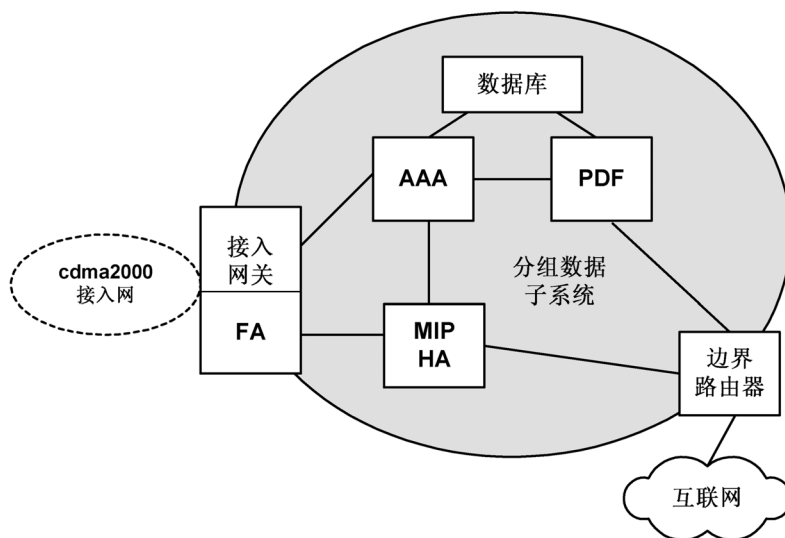 数据库
AAA
PDF
接入
网关
cdma2000
接入网
分组数据
子系统
FA
MIP
HA
边界
路由器
互联网